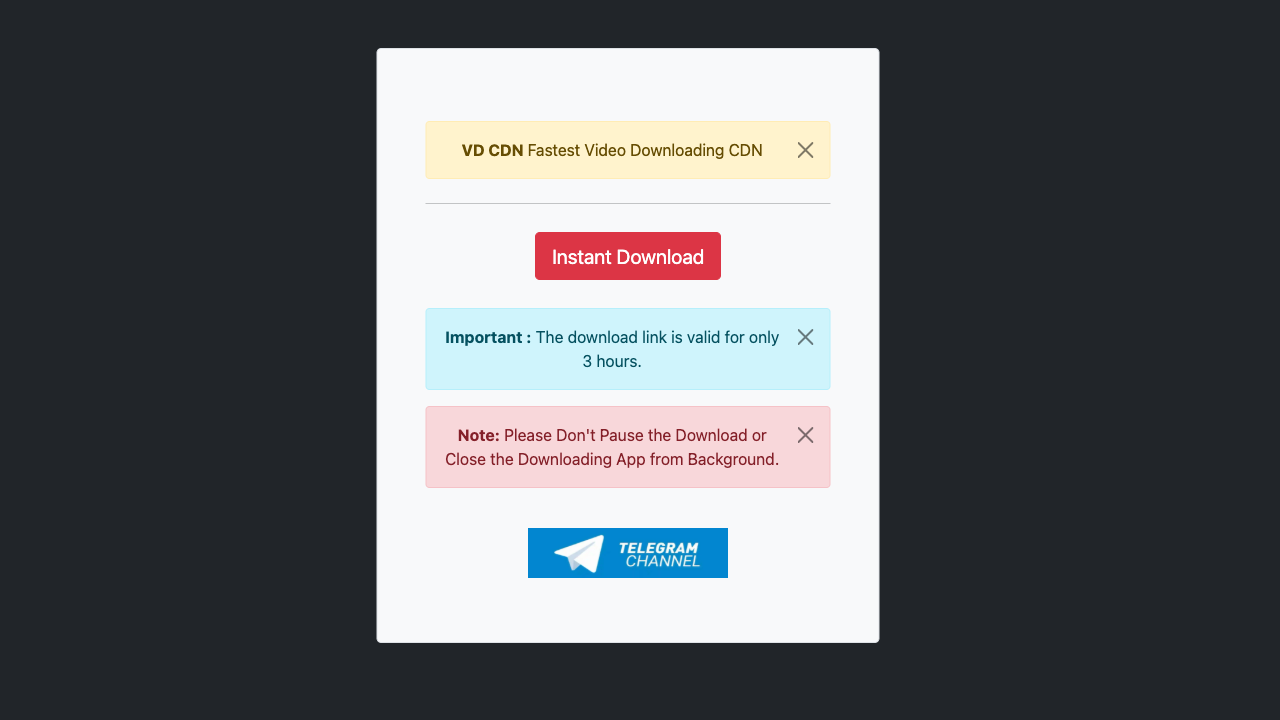 VD CDN Fastest Video Downloading CDN
Instant Download
Important : The download link is valid for only
3 hours.
Note: Please Don't Pause the Download or
Close the Downloading App from Background.
TELEGRAM
CHANNEL